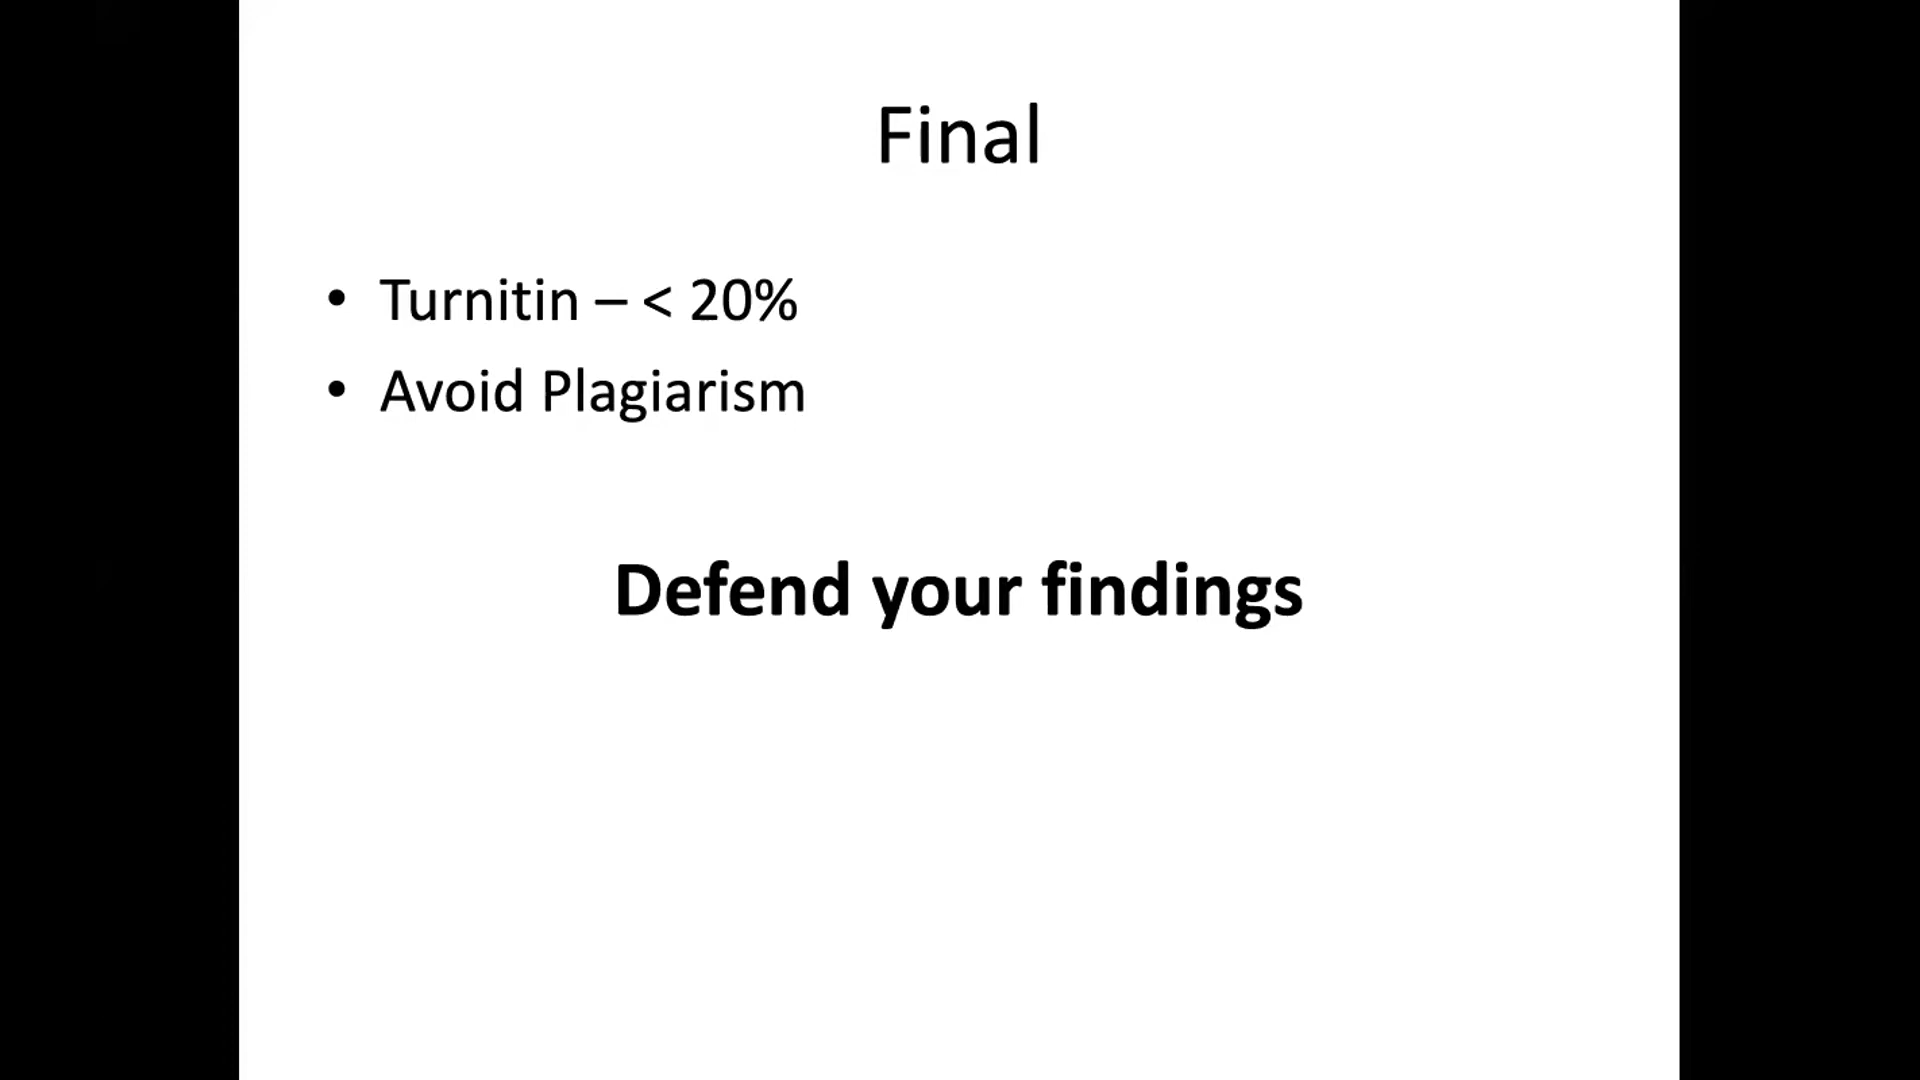 Final
• Turnitin – < 20%
• Avoid Plagiarism
Defend your findings